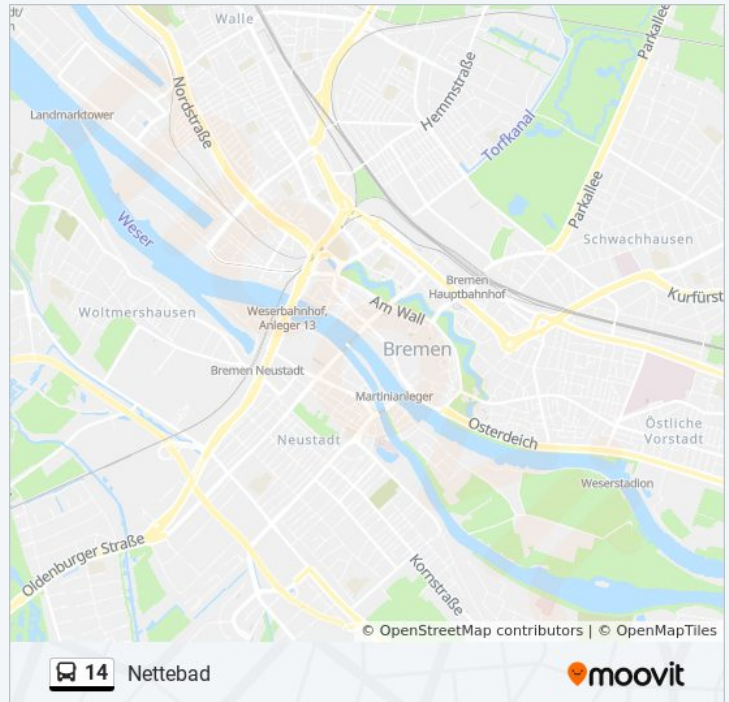 dt/
n
Walle
Parkallee
Hemmstraße
Nordstraße
Landmarktower
Torfkanal
Parkallee
Weser
Schwachhausen
Bremen
Hauptbahnhof
Kurfürst
Woltmershausen
Weserbahnhof,
Anleger 13
Am Wall
Bremen
Bremen Neustadt
Martinianleger
Neustadt
Osterdeich
Östliche
Vorstadt
Weserstadion
Oldenburger Straße
Kornstraße
© OpenStreetMap contributors | © OpenMapTiles
14 Nettebad
moovit